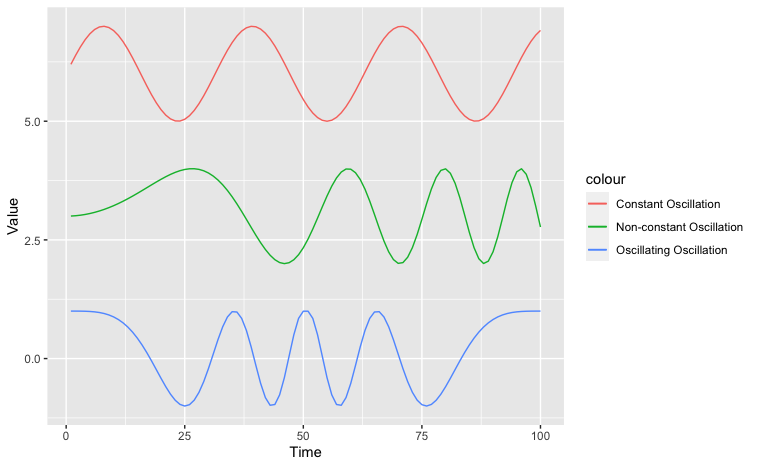 Value
5.0
2.5
0.0
0
25
50
75
100
Time
colour
Constant Oscillation
Non-constant Oscillation
Oscillating Oscillation